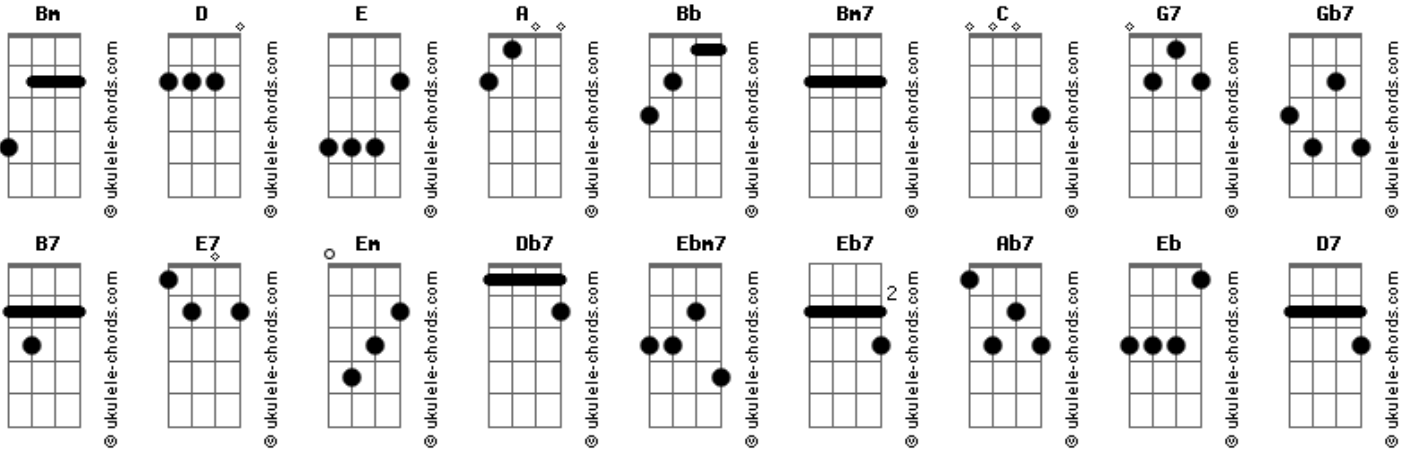 Bm D E A Bb Bm7 C G7 Gb7
© ukulele-chords.com © ukulele-chords.com © ukulele-chords.com © ukulele-chords.com © ukulele-chords.com © ukulele-chords.com © ukulele-chords.com © ukulele-chords.com © ukulele-chords.com
B7 E7 Em Db7 Ebm7 Eb7 Ab7 Eb D7
2
© ukulele-chords.com © ukulele-chords.com © ukulele-chords.com © ukulele-chords.com © ukulele-chords.com © ukulele-chords.com © ukulele-chords.com © ukulele-chords.com © ukulele-chords.com